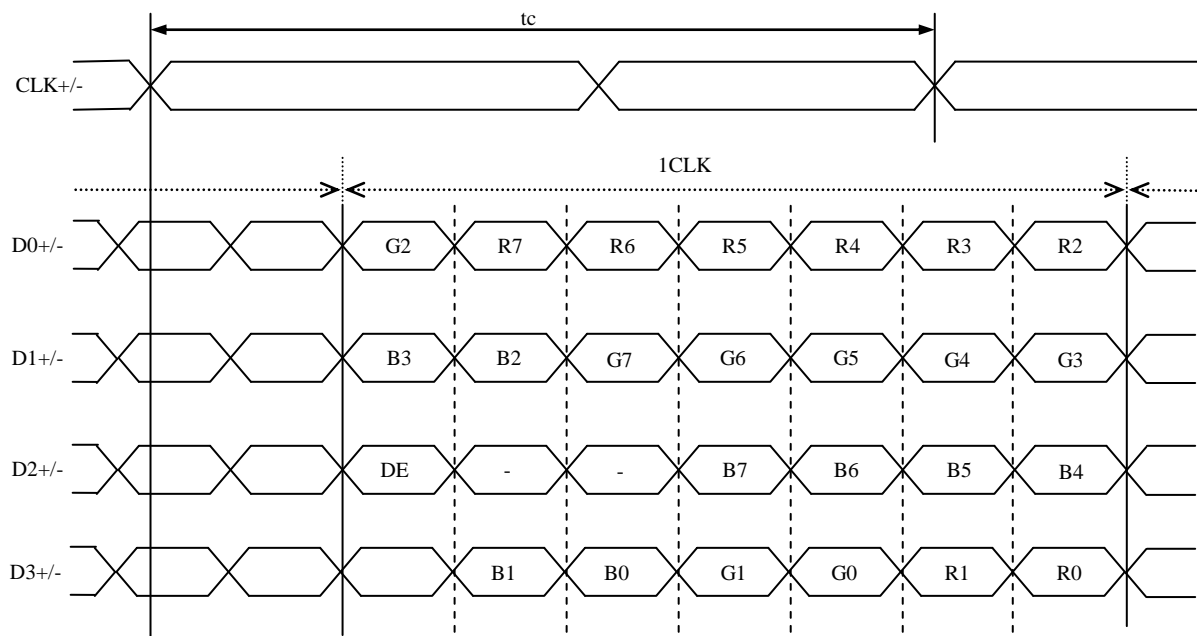 tc
CLK+/-
1CLK
D0+/- G2 R7 R6 R5 R4 R3 R2
D1+/- B3 B2 G7 G6 G5 G4 G3
D2+/- DE - - B7 B6 B5 B4
D3+/- B1 B0 G1 G0 R1 R0